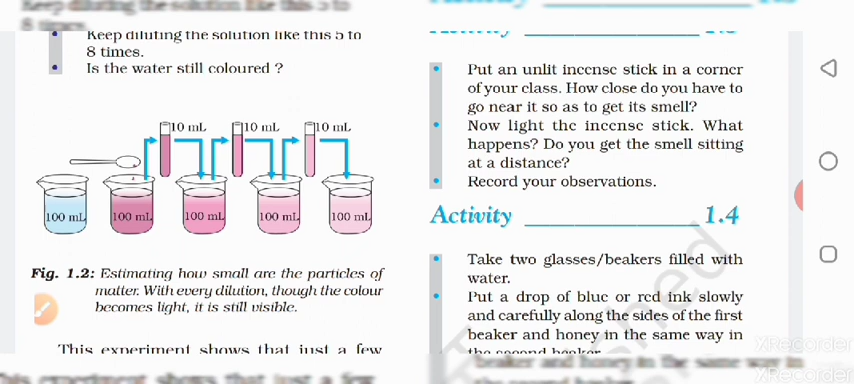 Keep diluting the solution like this 5 to
8 times.
Is the water still coloured ?
10 mL 10 mL 10 mL
100 mL 100 mL 100 mL 100 mL 100 mL
Fig. 1.2: Estimating how small are the particles of
matter. With every dilution, though the colour
becomes light, it is still visible.
This experiment shows that just a few
Put an unlit incense stick in a corner
of your class. How close do you have to
go near it so as to get its smell?
Now light the incense stick. What
happens? Do you get the smell sitting
at a distance?
Record your observations.
Activity 1.4
Take two glasses/beakers filled with
water.
Put a drop of blue or red ink slowly
and carefully along the sides of the first
beaker and honey in the same way in
the second beaker
XRecorder